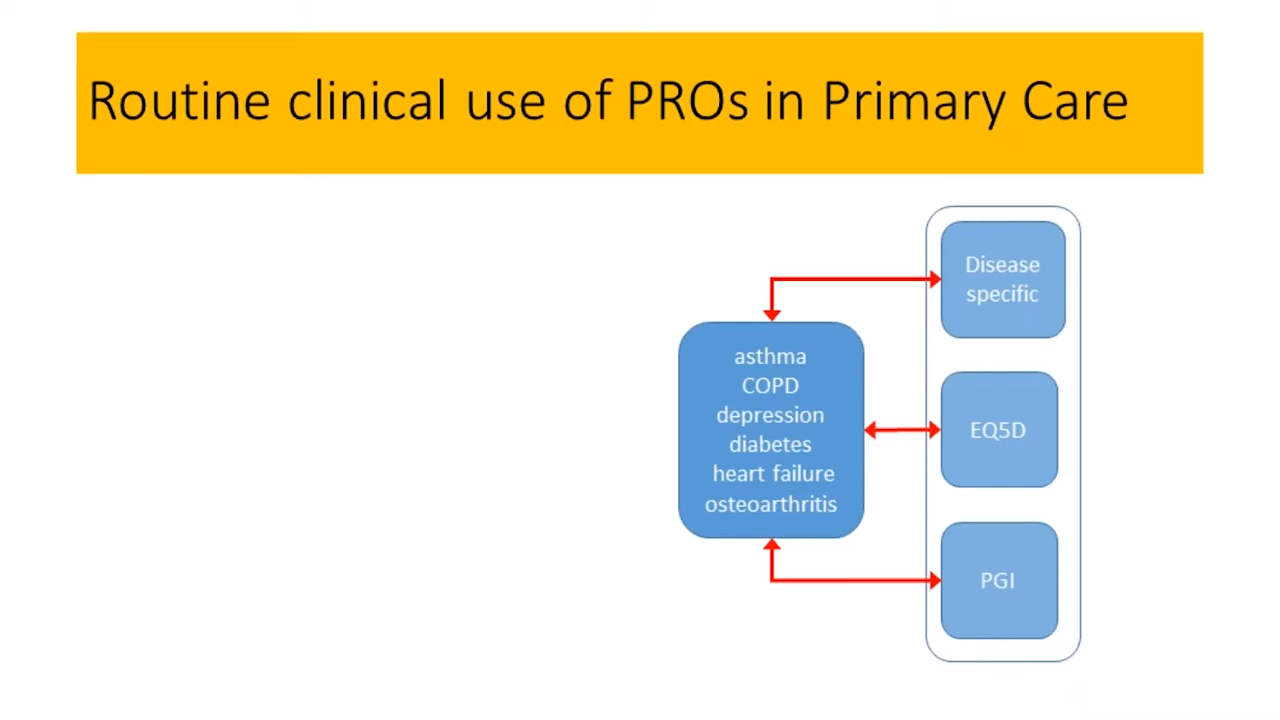 Routine clinical use of PROs in Primary Care
Disease
specific
asthma
COPD
depression
diabetes
heart failure
osteoarthritis
EQ5D
PGI